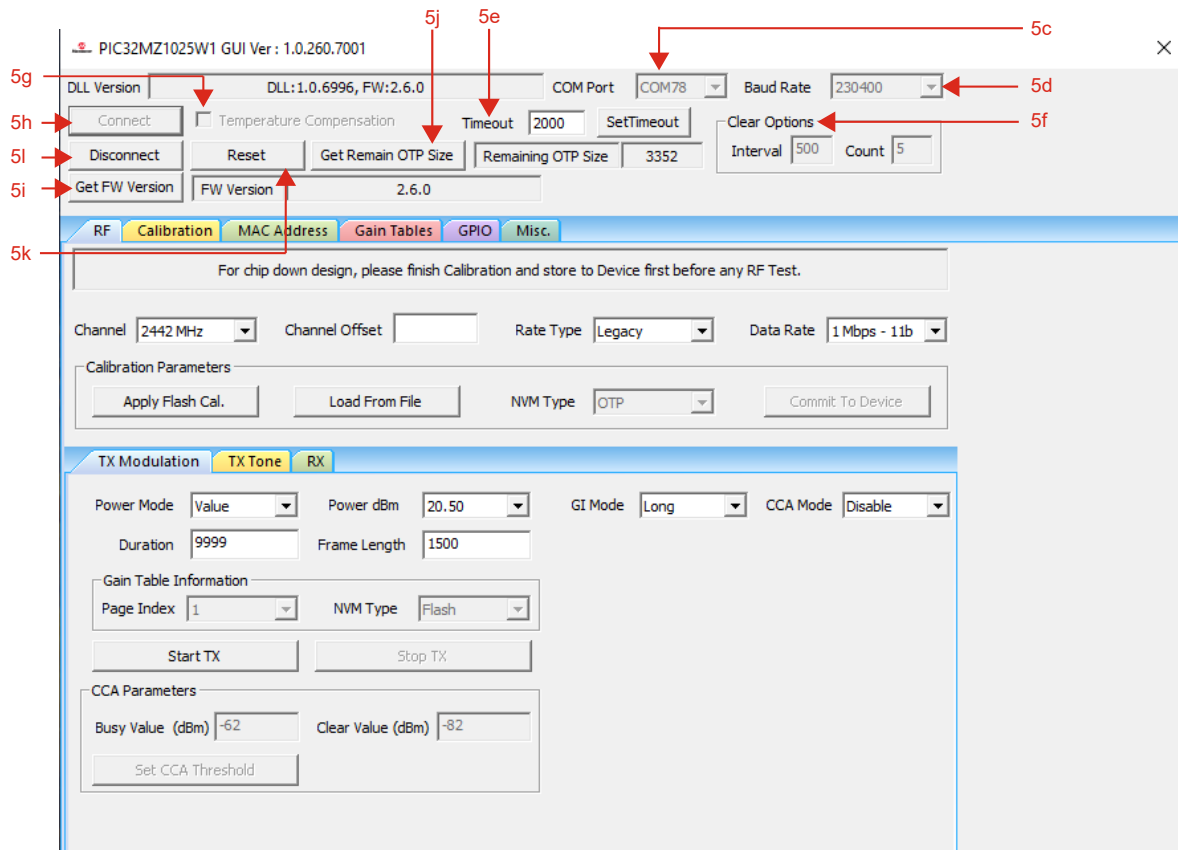 5j 5e 5c
PIC32MZ1025W1 GUI Ver : 1.0.260.7001
5g
DLL Version DLL:1.0.6996, FW:2.6.0 COM Port COM78 Baud Rate 230400 5d
5h Connect Temperature Compensation Timeout 2000 SetTimeout Clear Options 5f
5l Disconnect Reset Get Remain OTP Size Remaining OTP Size 3352 Interval 500 Count 5
5i Get FW Version FW Version 2.6.0
RF Calibration MAC Address Gain Tables GPIO Misc.
5k
For chip down design, please finish Calibration and store to Device first before any RF Test.
Channel 2442 MHz Channel Offset Rate Type Legacy Data Rate 1 Mbps - 11b
Calibration Parameters
Apply Flash Cal. Load From File NVM Type OTP Commit To Device
TX Modulation TX Tone RX
Power Mode Value Power dBm 20.50 GI Mode Long CCA Mode Disable
Duration 9999 Frame Length 1500
Gain Table Information
Page Index 1 NVM Type Flash
Start TX Stop TX
CCA Parameters
Busy Value (dBm) -62 Clear Value (dBm) -82
Set CCA Threshold